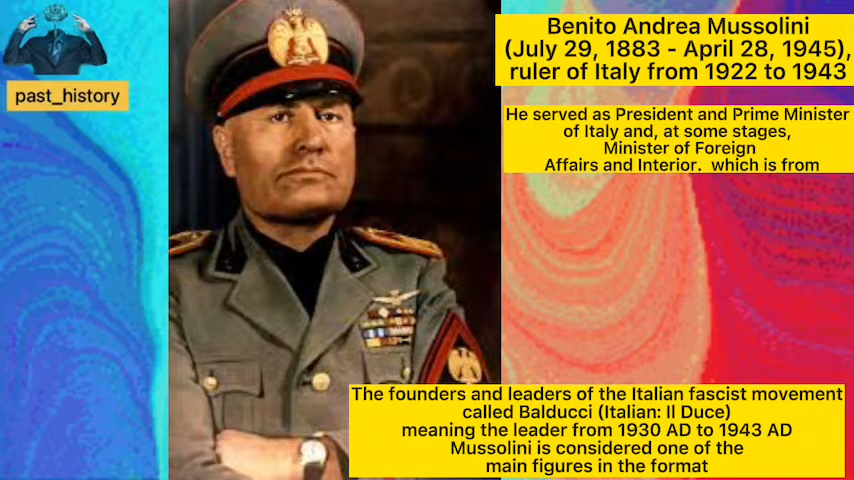 past_history
Benito Andrea Mussolini
(July 29, 1883 - April 28, 1945),
ruler of Italy from 1922 to 1943
He served as President and Prime Minister
of Italy and, at some stages,
Minister of Foreign
Affairs and Interior. which is from
The founders and leaders of the Italian fascist movement
called Balducci (Italian: Il Duce)
meaning the leader from 1930 AD to 1943 AD
Mussolini is considered one of the
main figures in the format